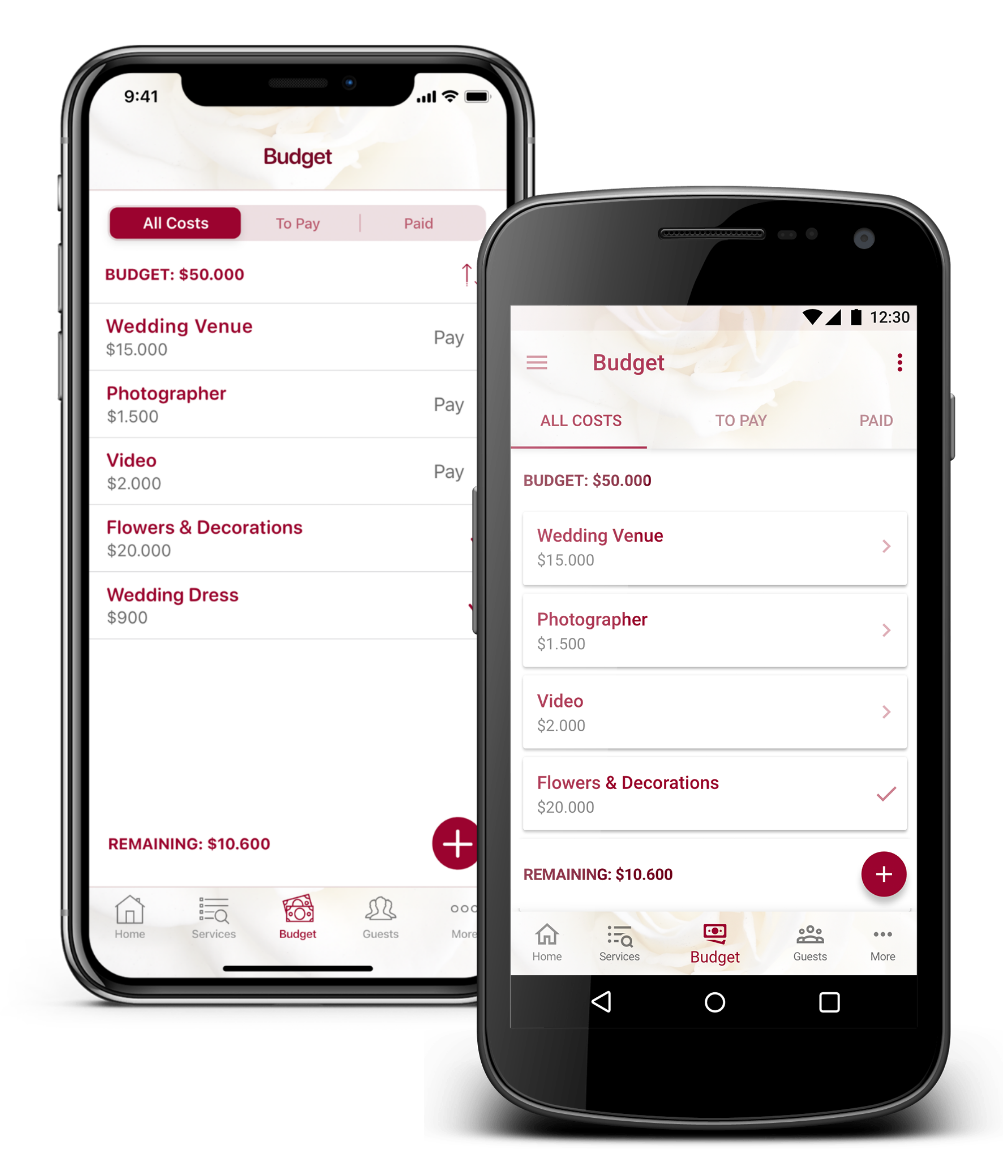 9:41
Budget
All Costs
To Pay
Paid
BUDGET: $50.000
Wedding Venue
$15.000
Pay
Photographer
$1.500
Pay
Video
$2.000
Pay
Flowers & Decorations
$20.000
Wedding Dress
$900
REMAINING: $10.600
Home
Services
Budget
Guests
More
12:30
Budget
ALL COSTS
TO PAY
PAID
BUDGET: $50.000
Wedding Venue
$15.000
Photographer
$1.500
Video
$2.000
Flowers & Decorations
$20.000
REMAINING: $10.600
Home
Services
Budget
Guests
More